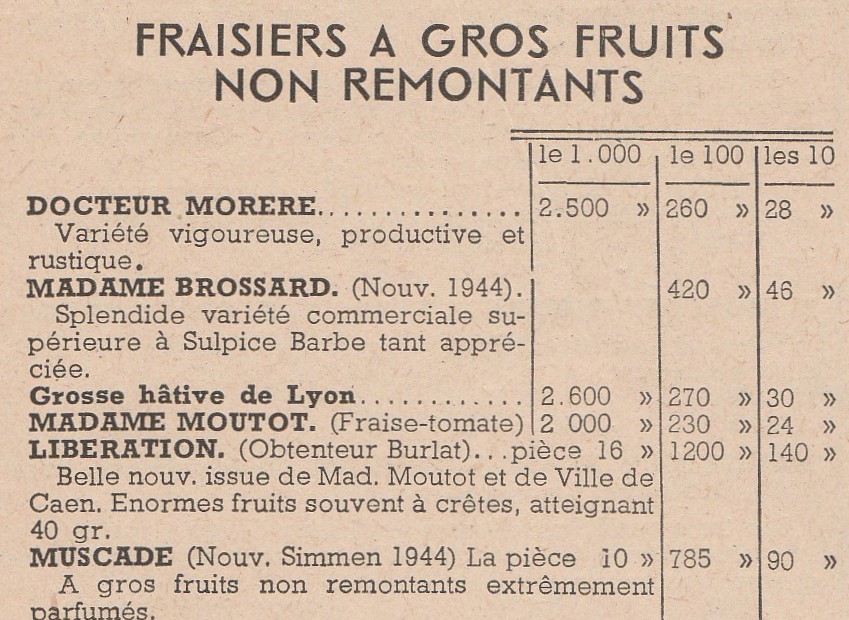 FRAISIERS A GROS FRUITS
NON REMONTANTS
le 1.000 le 100 les 10
DOCTEUR MORERE............... 2.500 » 260 » 28 »
Variété vigoureuse, productive et
rustique.
MADAME BROSSARD. (Nouv. 1944). 420 » 46 »
Splendide variété commerciale su-
périeure à Sulpice Barbe tant appré-
ciée.
Grosse hâtive de Lyon............ 2.600 » 270 » 30 »
MADAME MOUTOT. (Fraise-tomate) 2 000 » 230 » 24 »
LIBERATION. (Obtenteur Burlat)...pièce 16 » 1200 » 140 »
Belle nouv. issue de Mad. Moutot et de Ville de
Caen. Enormes fruits souvent à crêtes, atteignant
40 gr.
MUSCADE (Nouv. Simmen 1944) La pièce 10 » 785 » 90 »
A gros fruits non remontants extrêmement
parfumés.